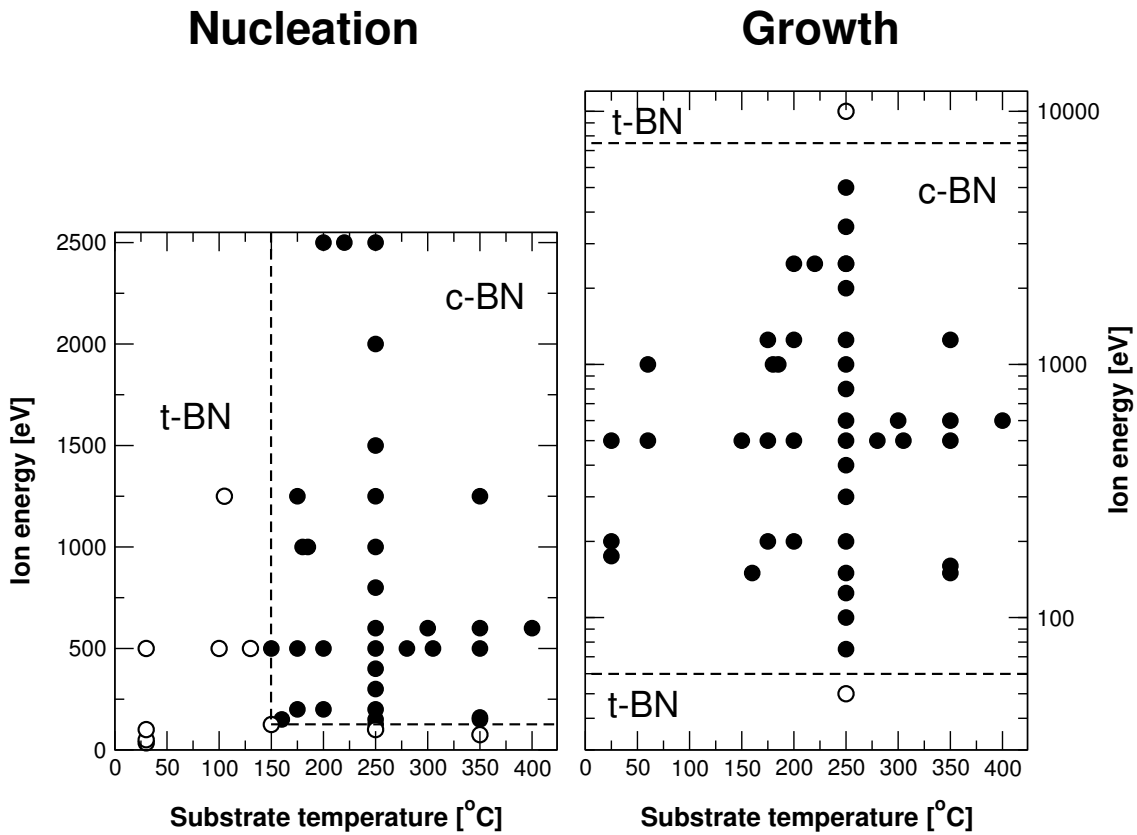 Nucleation
Growth
2500
2000
1500
1000
500
0
Ion energy [eV]
t-BN
c-BN
0 50 100 150 200 250 300 350 400
Substrate temperature [°C]
t-BN
c-BN
t-BN
10000
1000
100
Ion energy [eV]
0 50 100 150 200 250 300 350 400
Substrate temperature [°C]